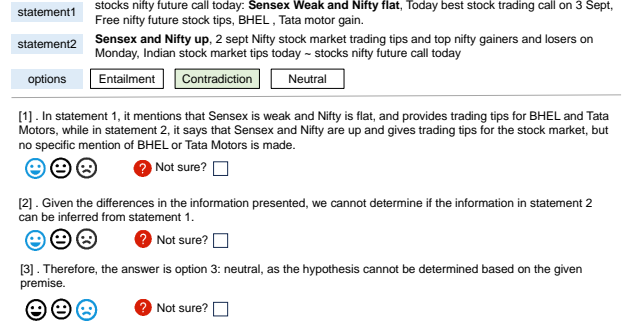 statement1
stocks nifty future call today: Sensex Weak and Nifty flat, Today best stock trading call on 3 Sept,
Free nifty future stock tips, BHEL , Tata motor gain.
statement2
Sensex and Nifty up, 2 sept Nifty stock market trading tips and top nifty gainers and losers on
Monday, Indian stock market tips today ~ stocks nifty future call today
options Entailment Contradiction Neutral
[1] . In statement 1, it mentions that Sensex is weak and Nifty is flat, and provides trading tips for BHEL and Tata
Motors, while in statement 2, it says that Sensex and Nifty are up and gives trading tips for the stock market, but
no specific mention of BHEL or Tata Motors is made.
? Not sure?
[2] . Given the differences in the information presented, we cannot determine if the information in statement 2
can be inferred from statement 1.
? Not sure?
[3] . Therefore, the answer is option 3: neutral, as the hypothesis cannot be determined based on the given
premise.
? Not sure?